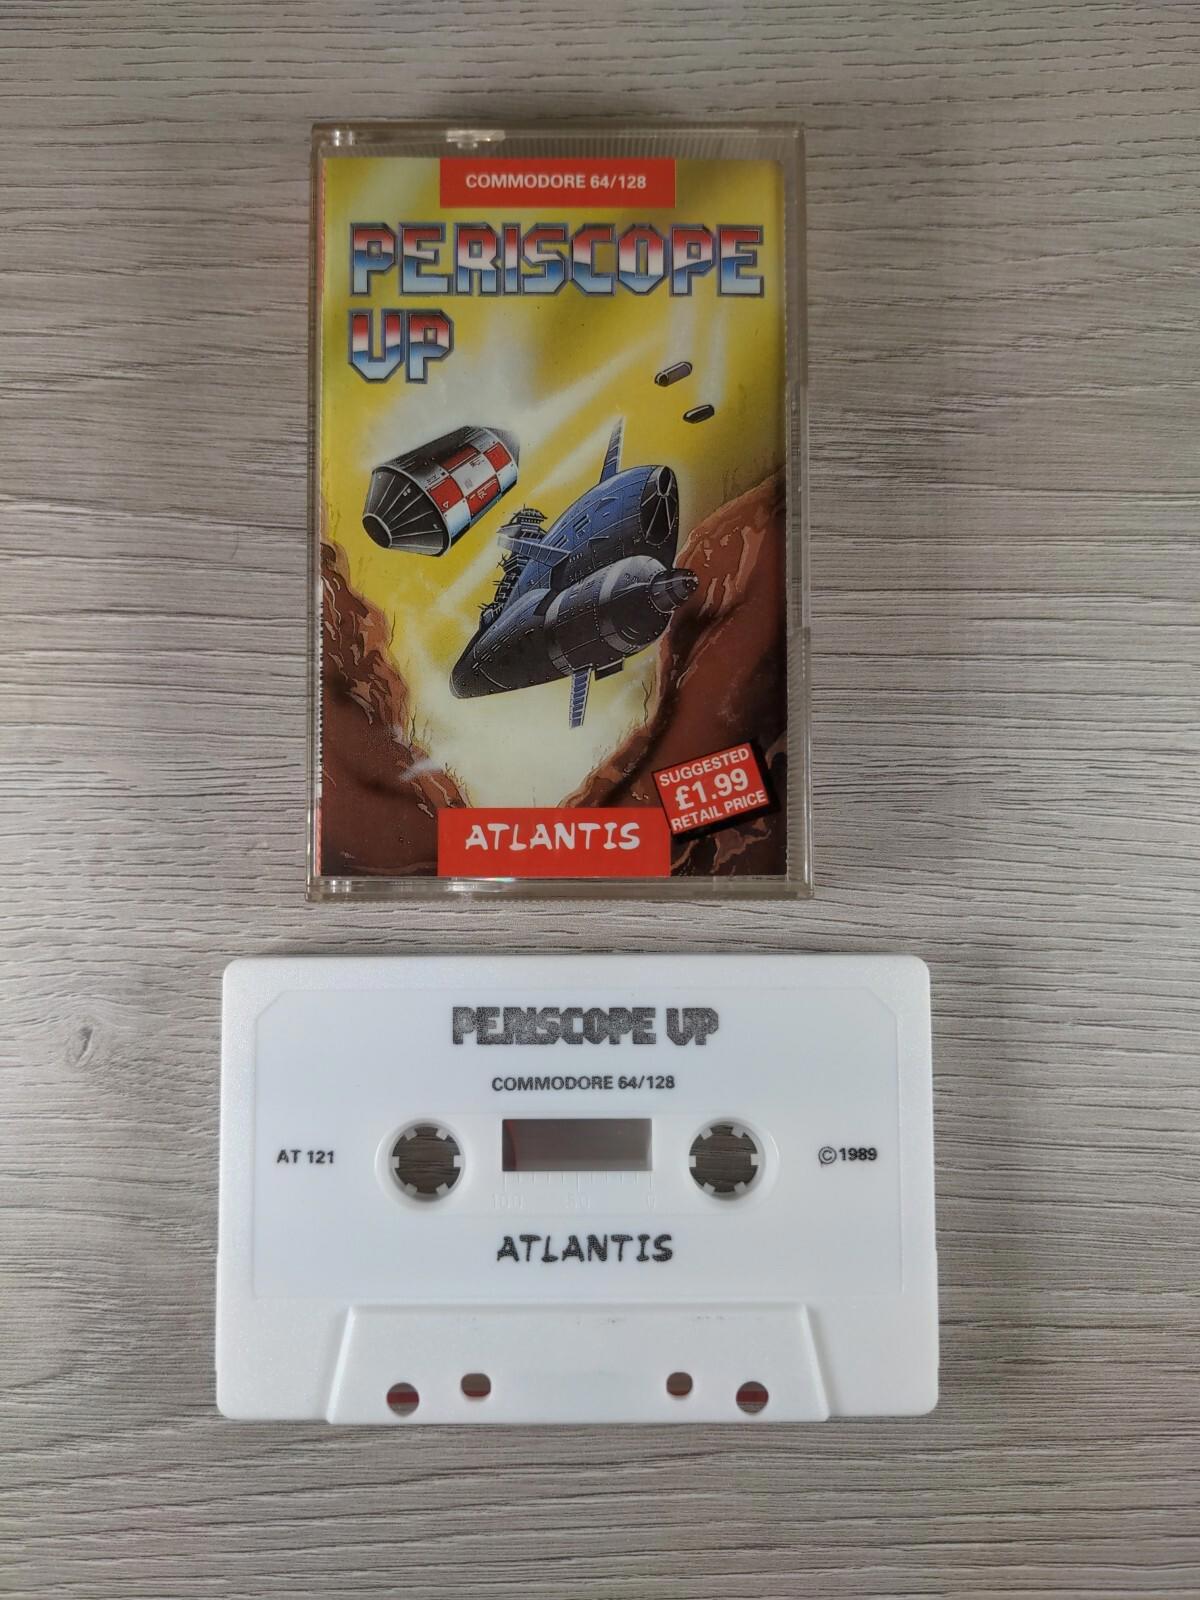 COMMODORE 64/128
PERISCOPE
UP
SUGGESTED
£1.99
RETAIL PRICE
ATLANTIS
PERISCOPE UP
COMMODORE 64/128
AT 121
©1989
100 50 0
ATLANTIS